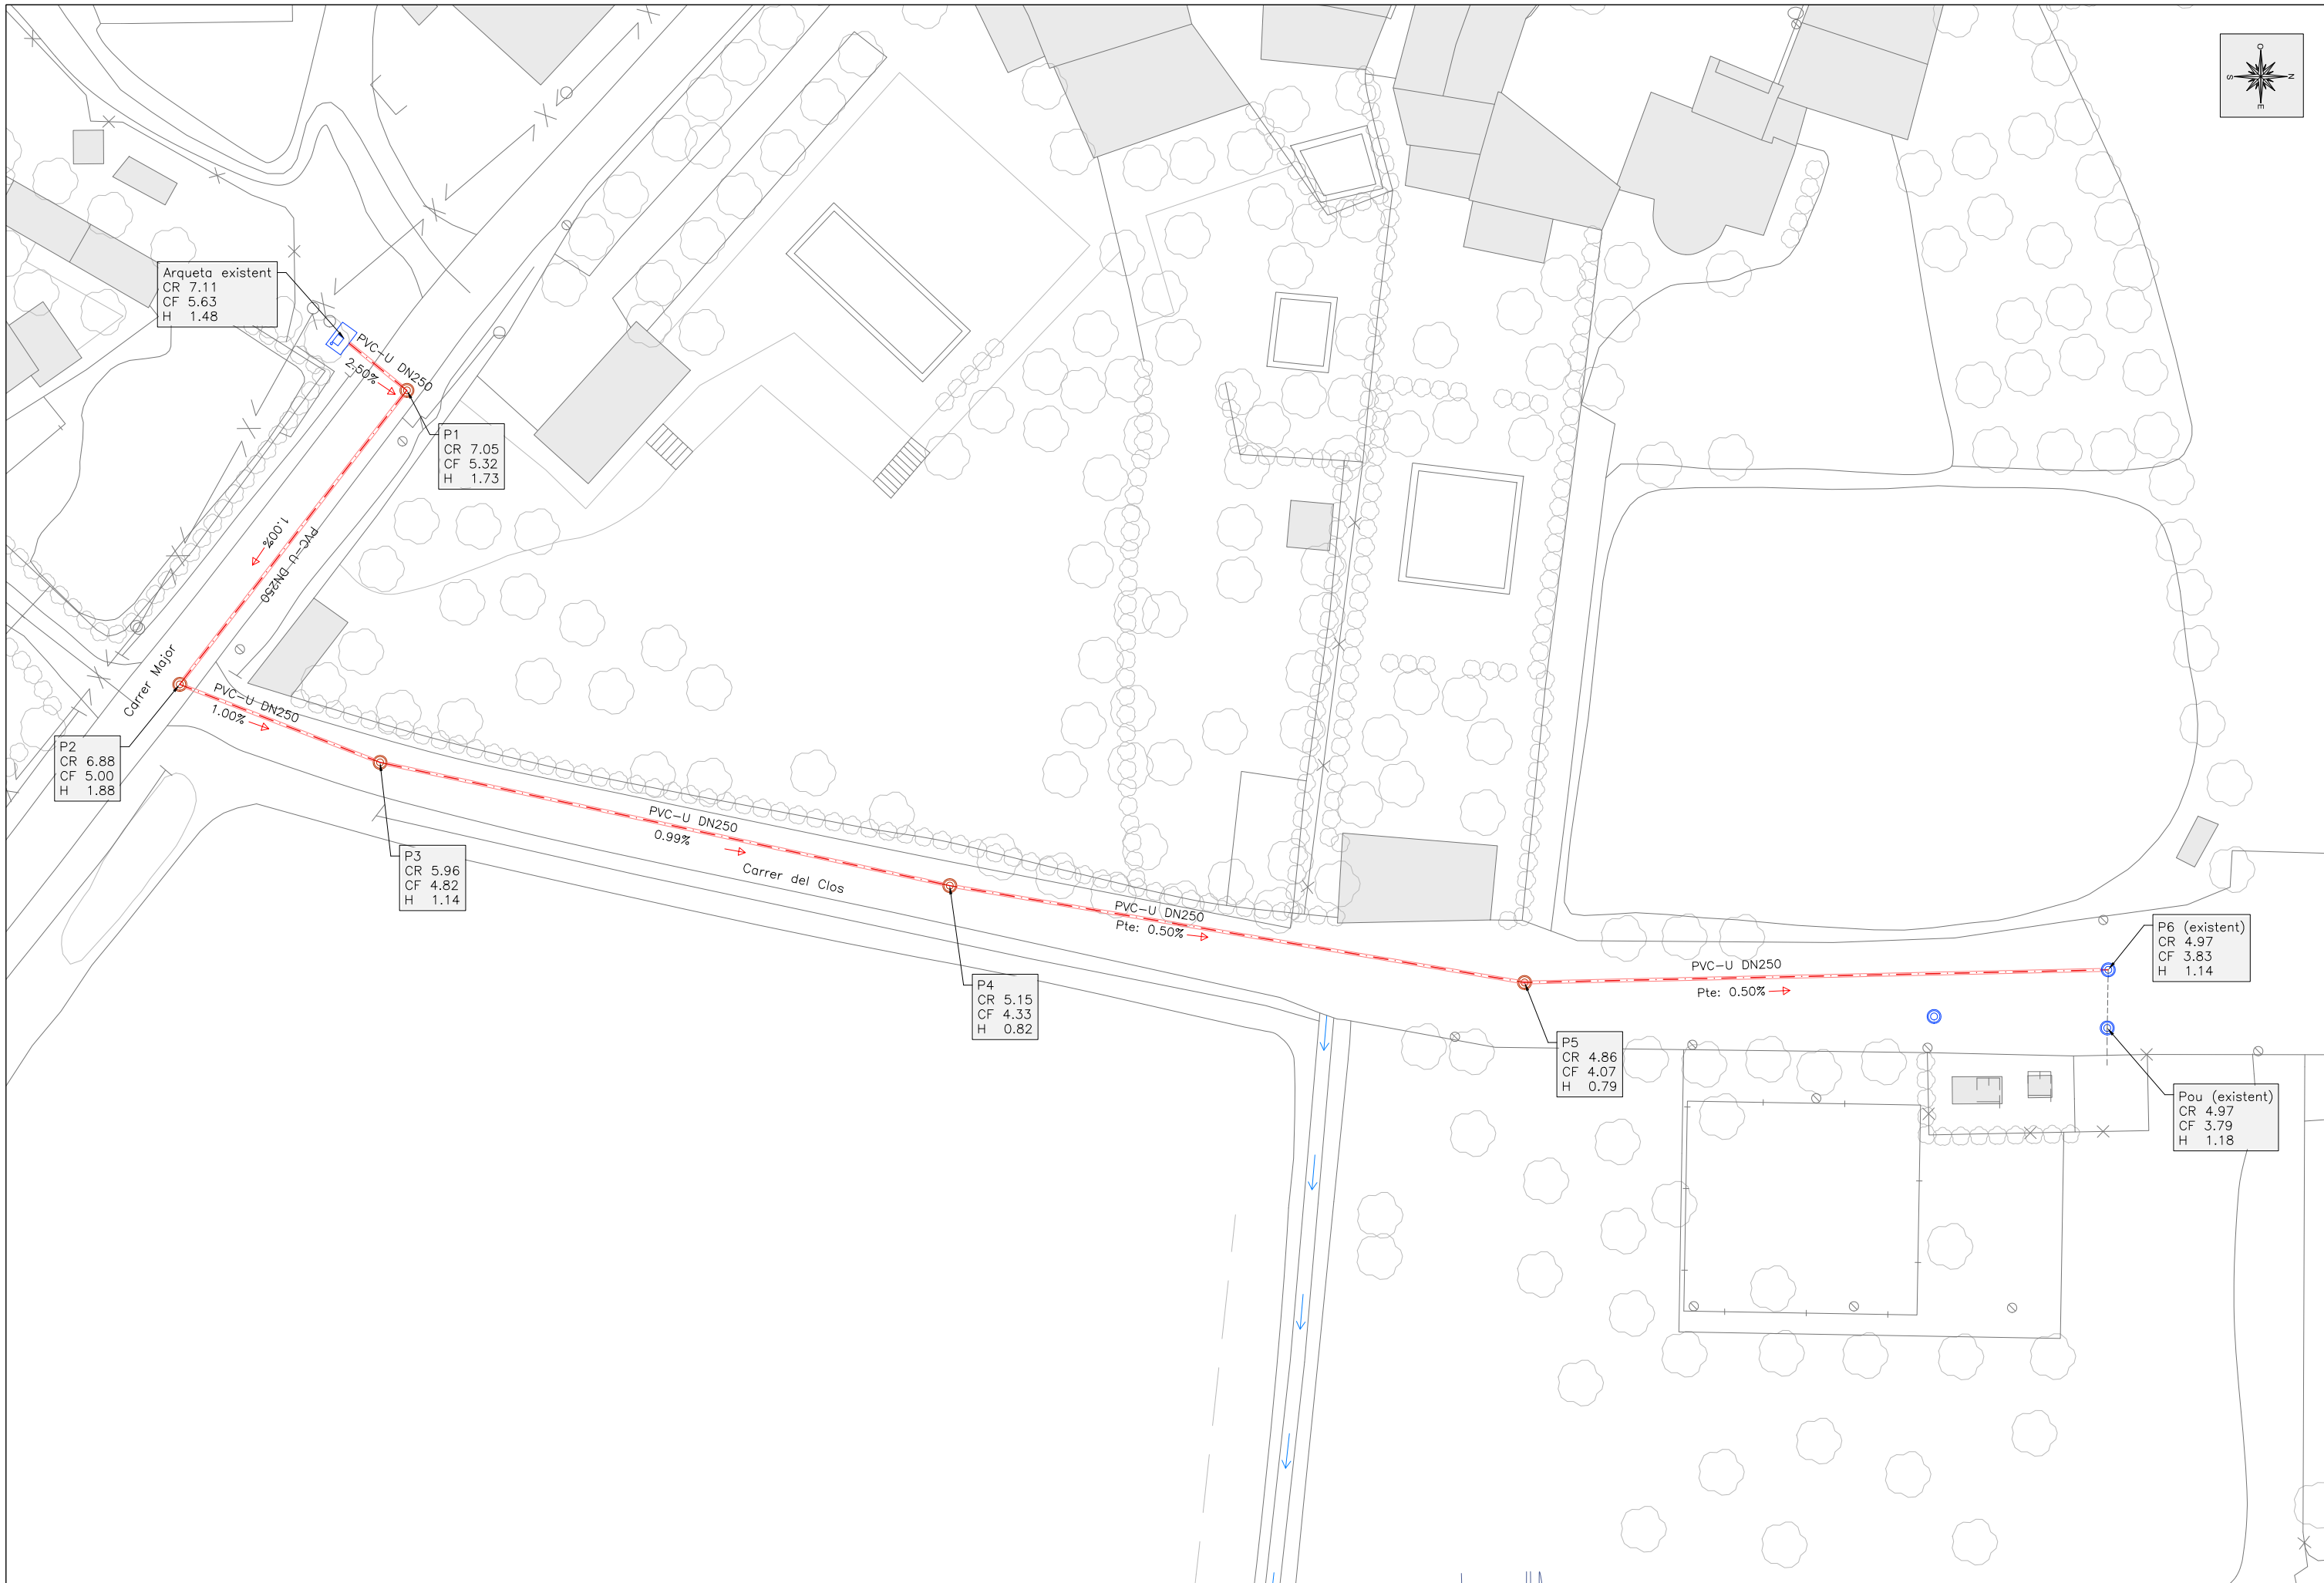 O
S
N
E
Arqueta existent
CR 7.11
CF 5.63
H 1.48
PVC-U DN250
2.50%
P1
CR 7.05
CF 5.32
H 1.73
1.00%
PVC-U DN250
Carrer Major
PVC-U DN250
1.00%
P2
CR 6.88
CF 5.00
H 1.88
P3
CR 5.96
CF 4.82
H 1.14
PVC-U DN250
0.99%
Carrer del Clos
PVC-U DN250
Pte: 0.50%
P4
CR 5.15
CF 4.33
H 0.82
PVC-U DN250
Pte: 0.50%
P5
CR 4.86
CF 4.07
H 0.79
P6 (existent)
CR 4.97
CF 3.83
H 1.14
Pou (existent)
CR 4.97
CF 3.79
H 1.18